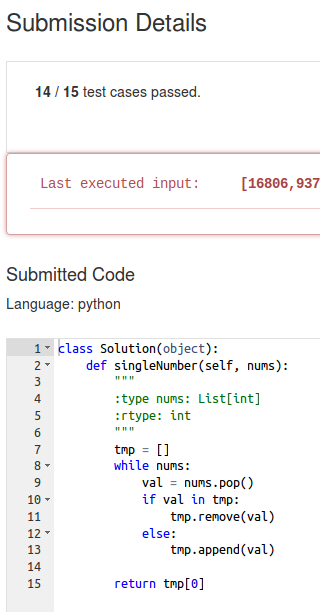 Submission Details
14 / 15 test cases passed.
Last executed input: [16806,937
Submitted Code
Language: python
1 class Solution(object):
2 def singleNumber(self, nums):
3 """
4 :type nums: List[int]
5 :rtype: int
6 """
7 tmp = []
8 while nums:
9 val = nums.pop()
10 if val in tmp:
11 tmp.remove(val)
12 else:
13 tmp.append(val)
14
15 return tmp[0]